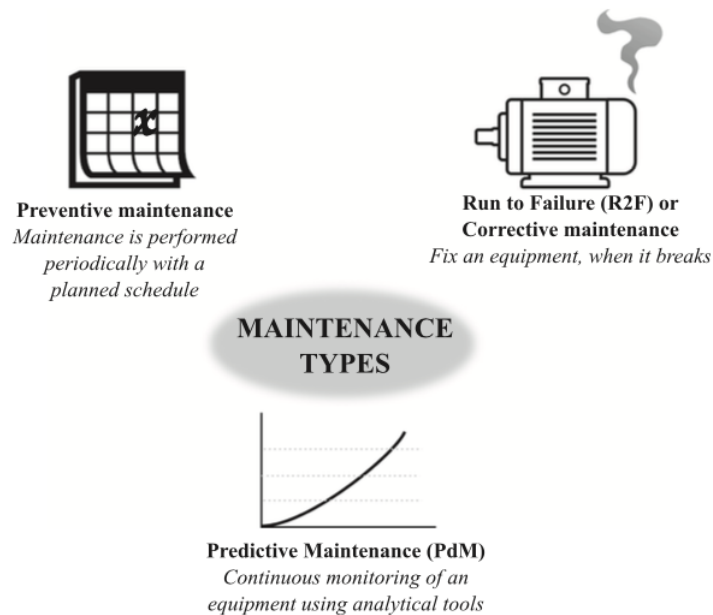 x
Preventive maintenance
Maintenance is performed
periodically with a
planned schedule
Run to Failure (R2F) or
Corrective maintenance
Fix an equipment, when it breaks
MAINTENANCE
TYPES
Predictive Maintenance (PdM)
Continuous monitoring of an
equipment using analytical tools